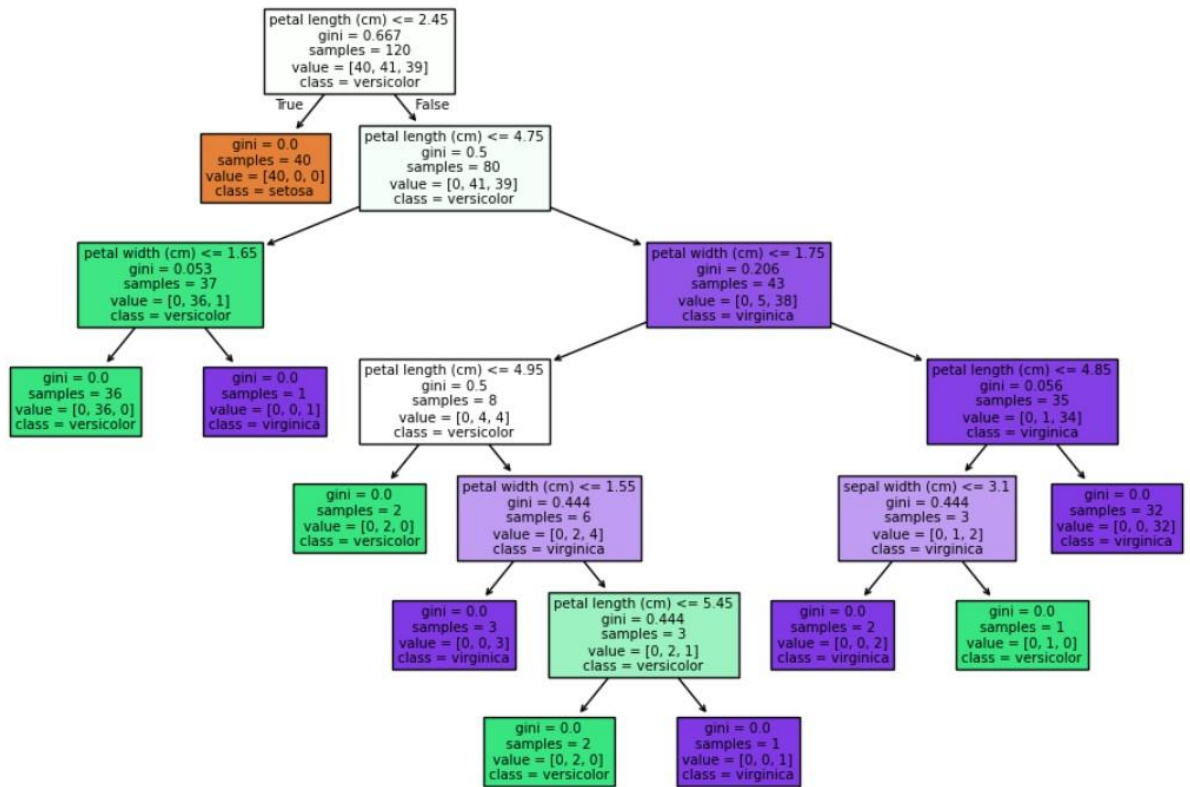 petal length (cm) <= 2.45
gini = 0.667
samples = 120
value = [40, 41, 39]
class = versicolor
True
False
gini = 0.0
samples = 40
value = [40, 0, 0]
class = setosa
petal length (cm) <= 4.75
gini = 0.5
samples = 80
value = [0, 41, 39]
class = versicolor
petal width (cm) <= 1.65
gini = 0.053
samples = 37
value = [0, 36, 1]
class = versicolor
petal width (cm) <= 1.75
gini = 0.206
samples = 43
value = [0, 5, 38]
class = virginica
gini = 0.0
samples = 36
value = [0, 36, 0]
class = versicolor
gini = 0.0
samples = 1
value = [0, 0, 1]
class = virginica
petal length (cm) <= 4.95
gini = 0.5
samples = 8
value = [0, 4, 4]
class = versicolor
petal length (cm) <= 4.85
gini = 0.056
samples = 35
value = [0, 1, 34]
class = virginica
gini = 0.0
samples = 2
value = [0, 2, 0]
class = versicolor
petal width (cm) <= 1.55
gini = 0.444
samples = 6
value = [0, 2, 4]
class = virginica
sepal width (cm) <= 3.1
gini = 0.444
samples = 3
value = [0, 1, 2]
class = virginica
gini = 0.0
samples = 32
value = [0, 0, 32]
class = virginica
gini = 0.0
samples = 3
value = [0, 0, 3]
class = virginica
petal length (cm) <= 5.45
gini = 0.444
samples = 3
value = [0, 2, 1]
class = versicolor
gini = 0.0
samples = 2
value = [0, 0, 2]
class = virginica
gini = 0.0
samples = 1
value = [0, 1, 0]
class = versicolor
gini = 0.0
samples = 2
value = [0, 2, 0]
class = versicolor
gini = 0.0
samples = 1
value = [0, 0, 1]
class = virginica